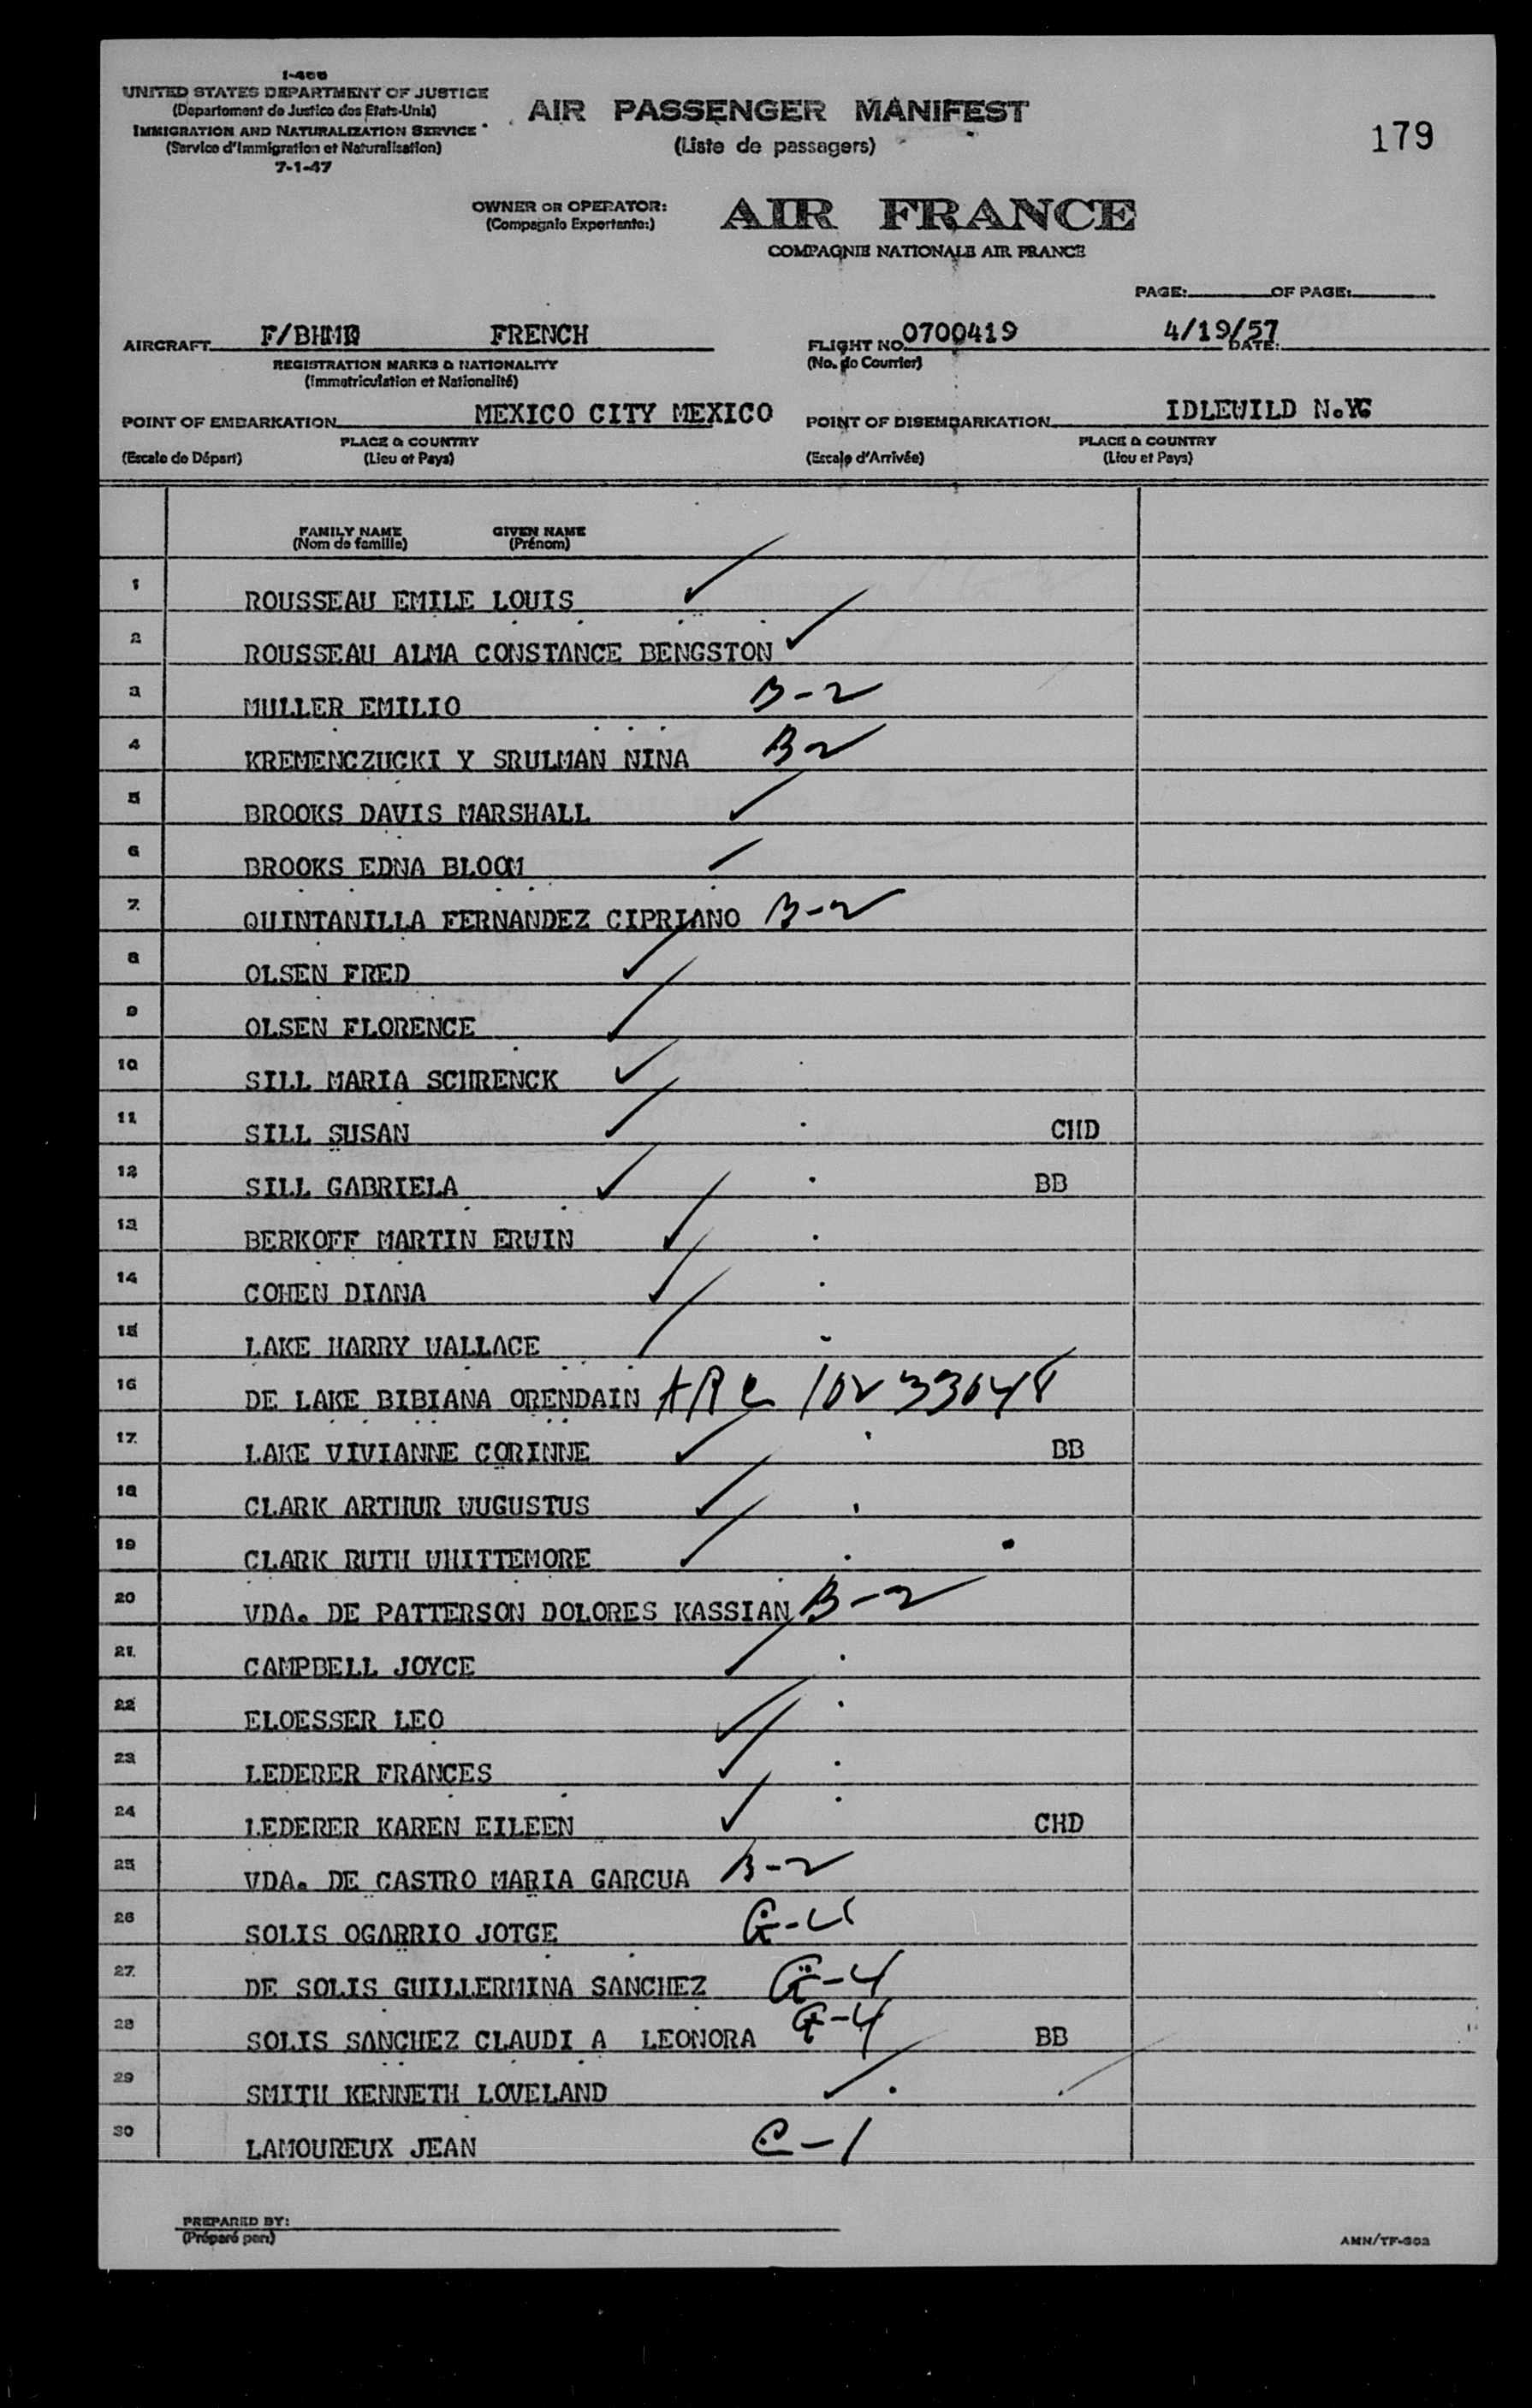 I-466
UNITED STATES DEPARTMENT OF JUSTICE
(Departement de Justice des Etats-Unis)
IMMIGRATION AND NATURALIZATION SERVICE
(Service d'Immigration et Naturalisation)
7-1-47
AIR PASSENGER MANIFEST
(Liste de passagers)
179
OWNER OR OPERATOR: AIR FRANCE
(Compagnie Exportante:)
COMPAGNIE NATIONALE AIR FRANCE
PAGE: OF PAGE:
AIRCRAFT F/BHMØ FRENCH FLIGHT NO. 0700419 4/19/57 DATE:
REGISTRATION MARKS & NATIONALITY (No. de Courrier)
(Immatriculation et Nationalité)
POINT OF EMBARKATION MEXICO CITY MEXICO POINT OF DISEMBARKATION IDLEWILD N.YG
PLACE & COUNTRY PLACE & COUNTRY
(Escale de Départ) (Lieu et Pays) (Escale d'Arrivée) (Lieu et Pays)
FAMILY NAME GIVEN NAME
(Nom de famille) (Prénom)
1 ROUSSEAU EMILE LOUIS ✓
2 ROUSSEAU ALMA CONSTANCE BENGSTON ✓
3 MULLER EMILIO B-2
4 KREMENCZUCKI Y SRULMAN NINA B2
5 BROOKS DAVIS MARSHALL ✓
6 BROOKS EDNA BLOOM ✓
7 QUINTANILLA FERNANDEZ CIPRIANO B-2
8 OLSEN FRED ✓
9 OLSEN FLORENCE ✓
10 SILL MARIA SCHRENCK ✓
11 SILL SUSAN ✓ CHD
12 SILL GABRIELA ✓ BB
13 BERKOFF MARTIN ERWIN ✓
14 COHEN DIANA ✓
15 LAKE HARRY WALLACE ✓
16 DE LAKE BIBIANA ORENDAIN ARC 10V33048
17 LAKE VIVIANNE CORINNE ✓ BB
18 CLARK ARTHUR WUGUSTUS ✓
19 CLARK RUTH WHITTEMORE ✓
20 VDA. DE PATTERSON DOLORES KASSIAN B-2
21 CAMPBELL JOYCE ✓
22 ELOESSER LEO ✓
23 LEDERER FRANCES ✓
24 LEDERER KAREN EILEEN ✓ CHD
25 VDA. DE CASTRO MARIA GARCUA B-2
26 SOLIS OGARRIO JOTGE G-4
27 DE SOLIS GUILLERMINA SANCHEZ G-4
28 SOLIS SANCHEZ CLAUDI A LEONORA G-4 BB
29 SMITH KENNETH LOVELAND ✓
30 LAMOUREUX JEAN C-1
PREPARED BY:
(Préparé par:)
AMN/TF-302